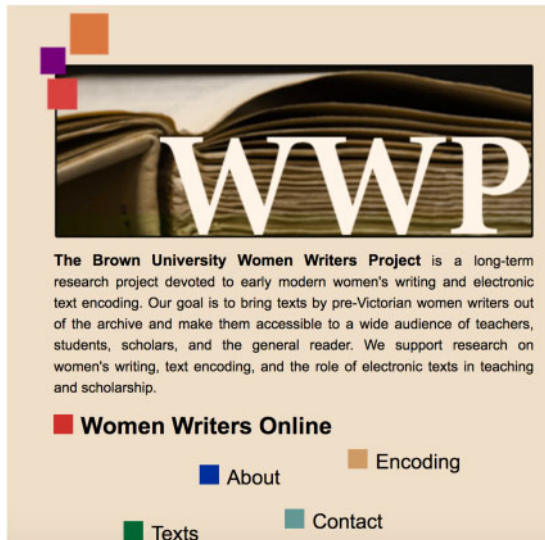 WWP
The Brown University Women Writers Project is a long-term
research project devoted to early modern women's writing and electronic
text encoding. Our goal is to bring texts by pre-Victorian women writers out
of the archive and make them accessible to a wide audience of teachers,
students, scholars, and the general reader. We support research on
women's writing, text encoding, and the role of electronic texts in teaching
and scholarship.
Women Writers Online
Encoding
About
Contact
Texts